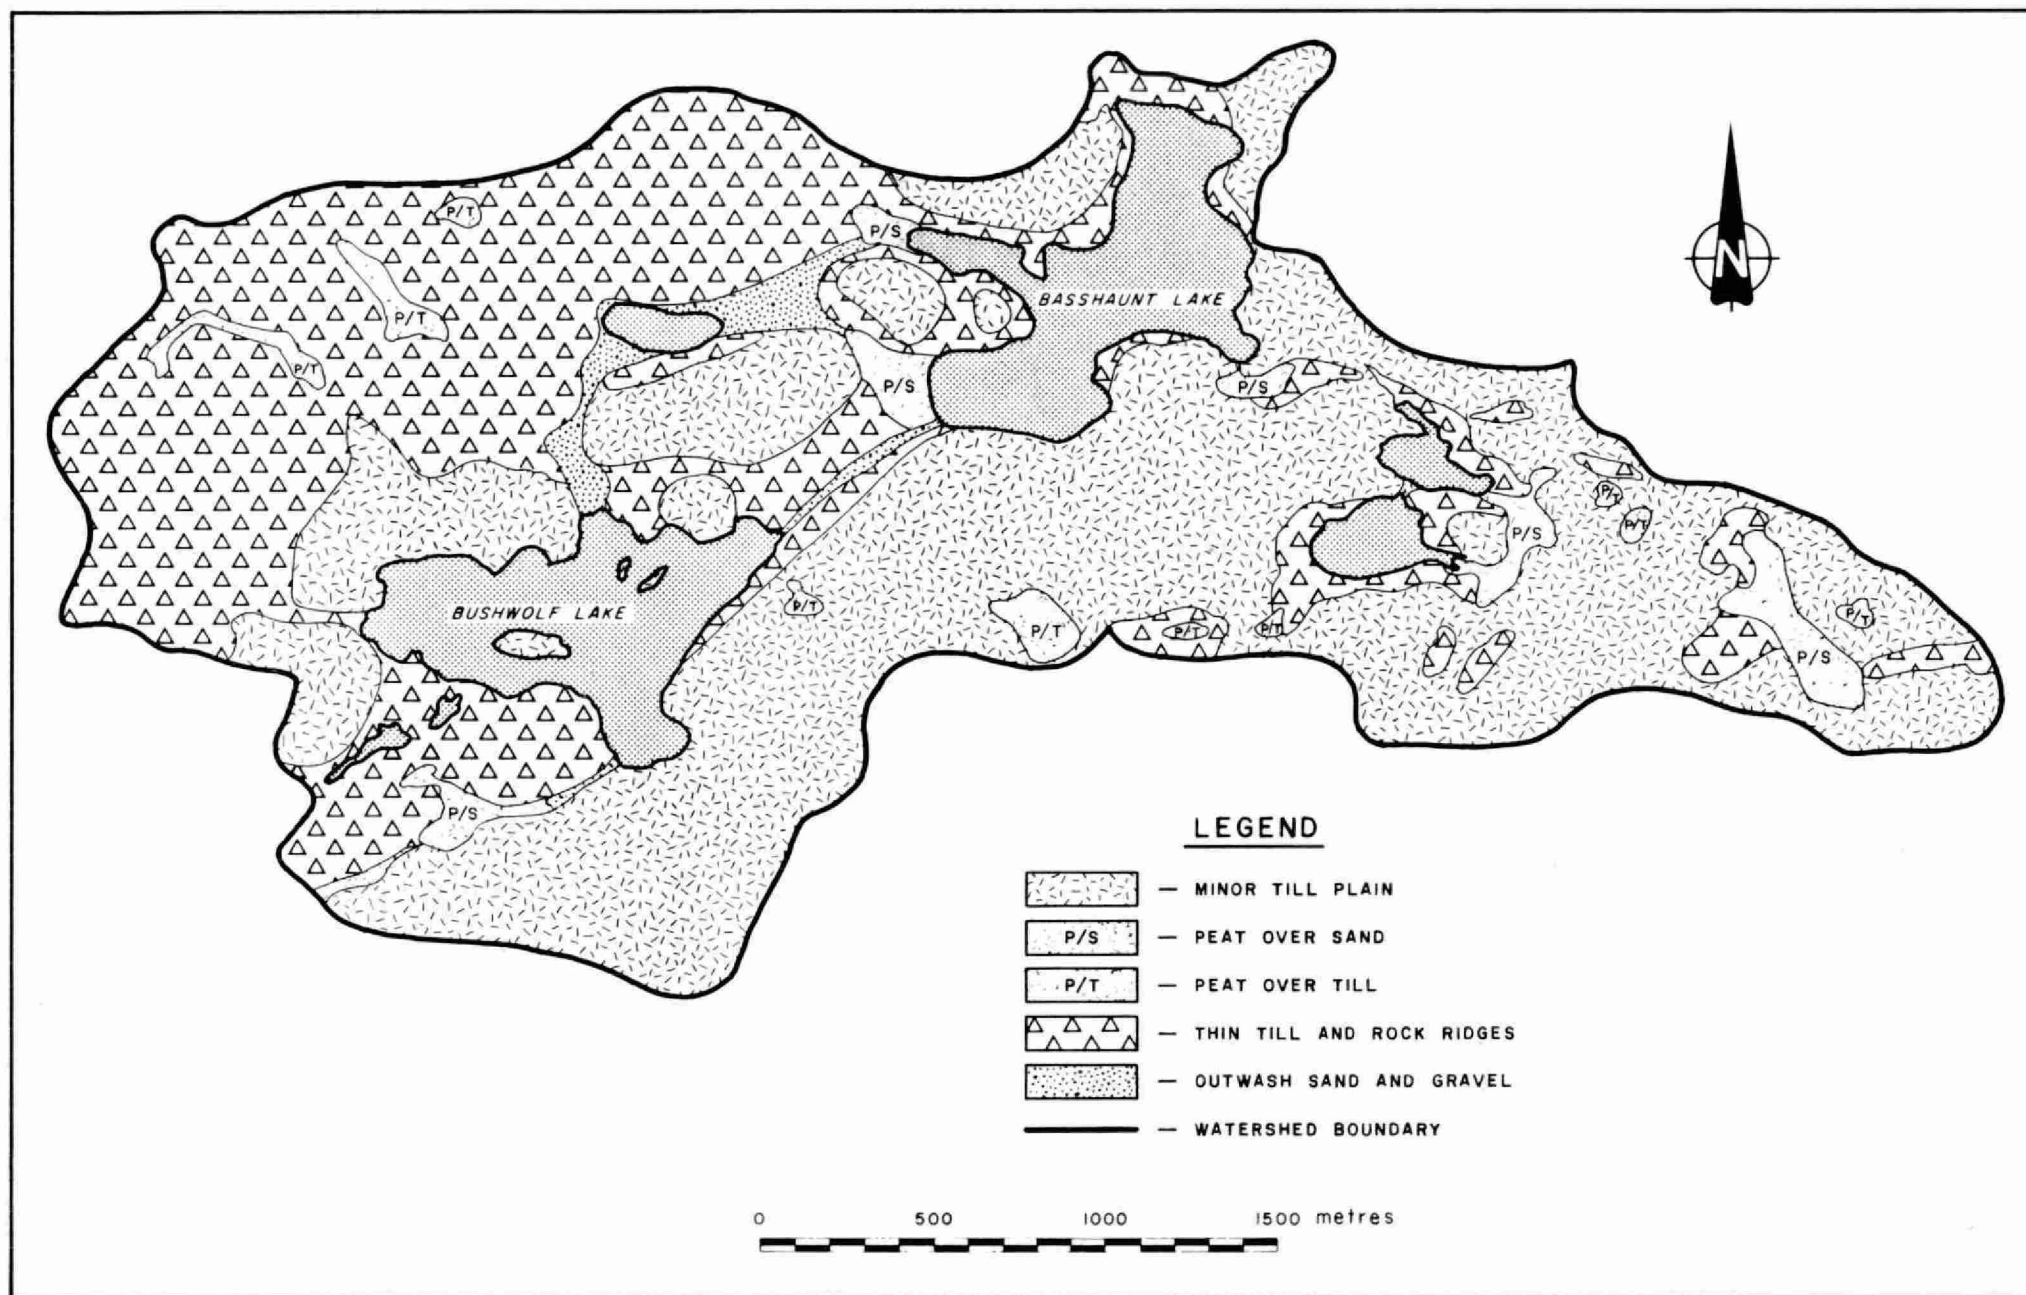 P/T
P/S
N
BASSHAUNT LAKE
P/T
P/T
P/S
P/S
P/T
P/T
P/S
BUSHWOLF LAKE
P/T
P/T
P/T
P/T
P/T
P/S
P/S
LEGEND
— MINOR TILL PLAIN
P/S — PEAT OVER SAND
P/T — PEAT OVER TILL
— THIN TILL AND ROCK RIDGES
— OUTWASH SAND AND GRAVEL
— WATERSHED BOUNDARY
0 500 1000 1500 metres